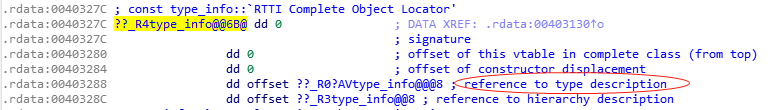 .rdata:0040327C ; const type_info::`RTTI Complete Object Locator'
.rdata:0040327C ??_R4type_info@@6B@ dd 0 ; DATA XREF: .rdata:00403130↑o
.rdata:0040327C ; signature
.rdata:00403280 dd 0 ; offset of this vtable in complete class (from top)
.rdata:00403284 dd 0 ; offset of constructor displacement
.rdata:00403288 dd offset ??_R0?AVtype_info@@@8 ; reference to type description
.rdata:0040328C dd offset ??_R3type_info@@8 ; reference to hierarchy description